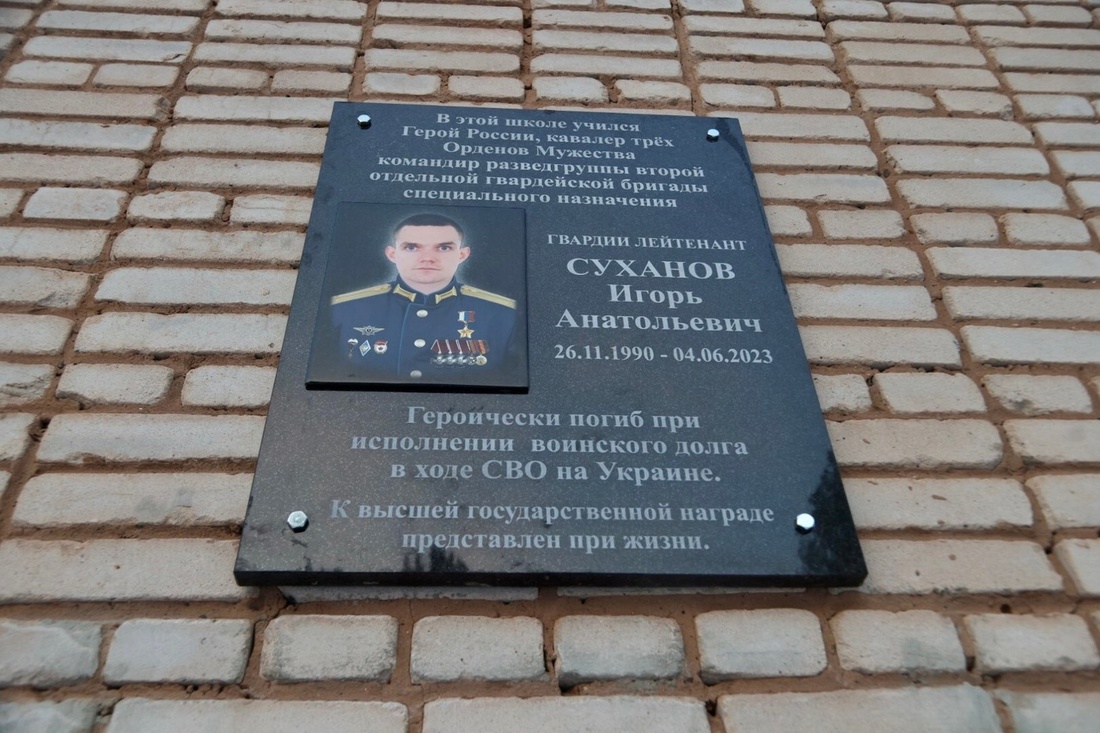 В этой школе учился
Герой России, кавалер трёх
Орденов Мужества
командир разведгруппы второй
отдельной гвардейской бригады
специального назначения
ГВАРДИИ ЛЕЙТЕНАНТ
СУХАНОВ
Игорь
Анатольевич
26.11.1990 - 04.06.2023
Героически погиб при
исполнении воинского долга
в ходе СВО на Украине.
К высшей государственной награде
представлен при жизни.